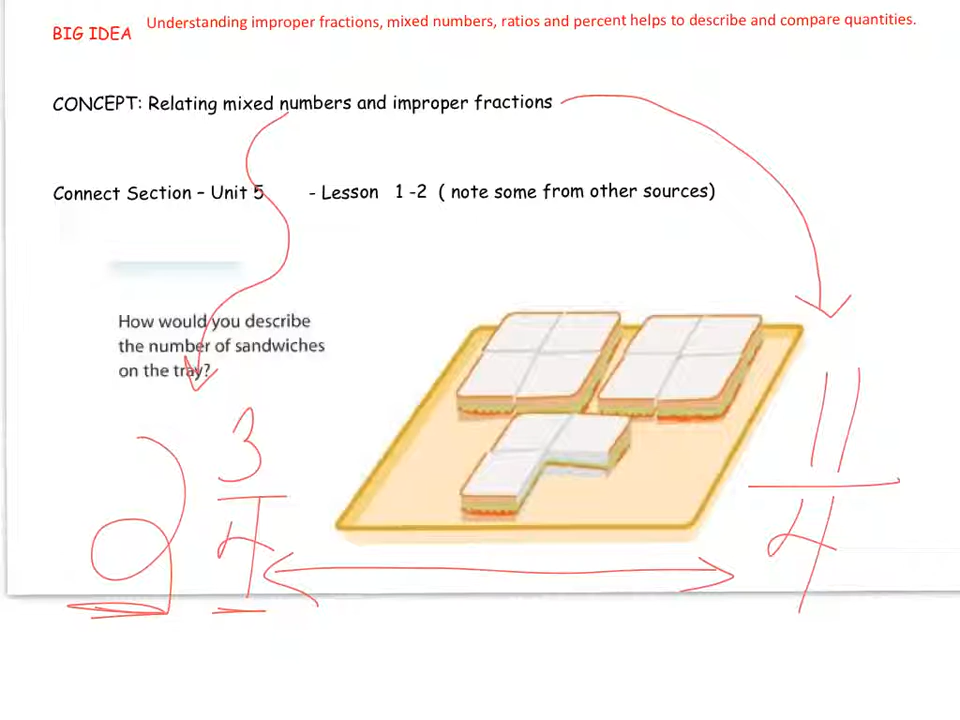 Understanding improper fractions, mixed numbers, ratios and percent helps to describe and compare quantities.
BIG IDEA
CONCEPT: Relating mixed numbers and improper fractions
Connect Section – Unit 5 - Lesson 1 -2 ( note some from other sources)
How would you describe
the number of sandwiches
on the tray?
2 3/4
11/4